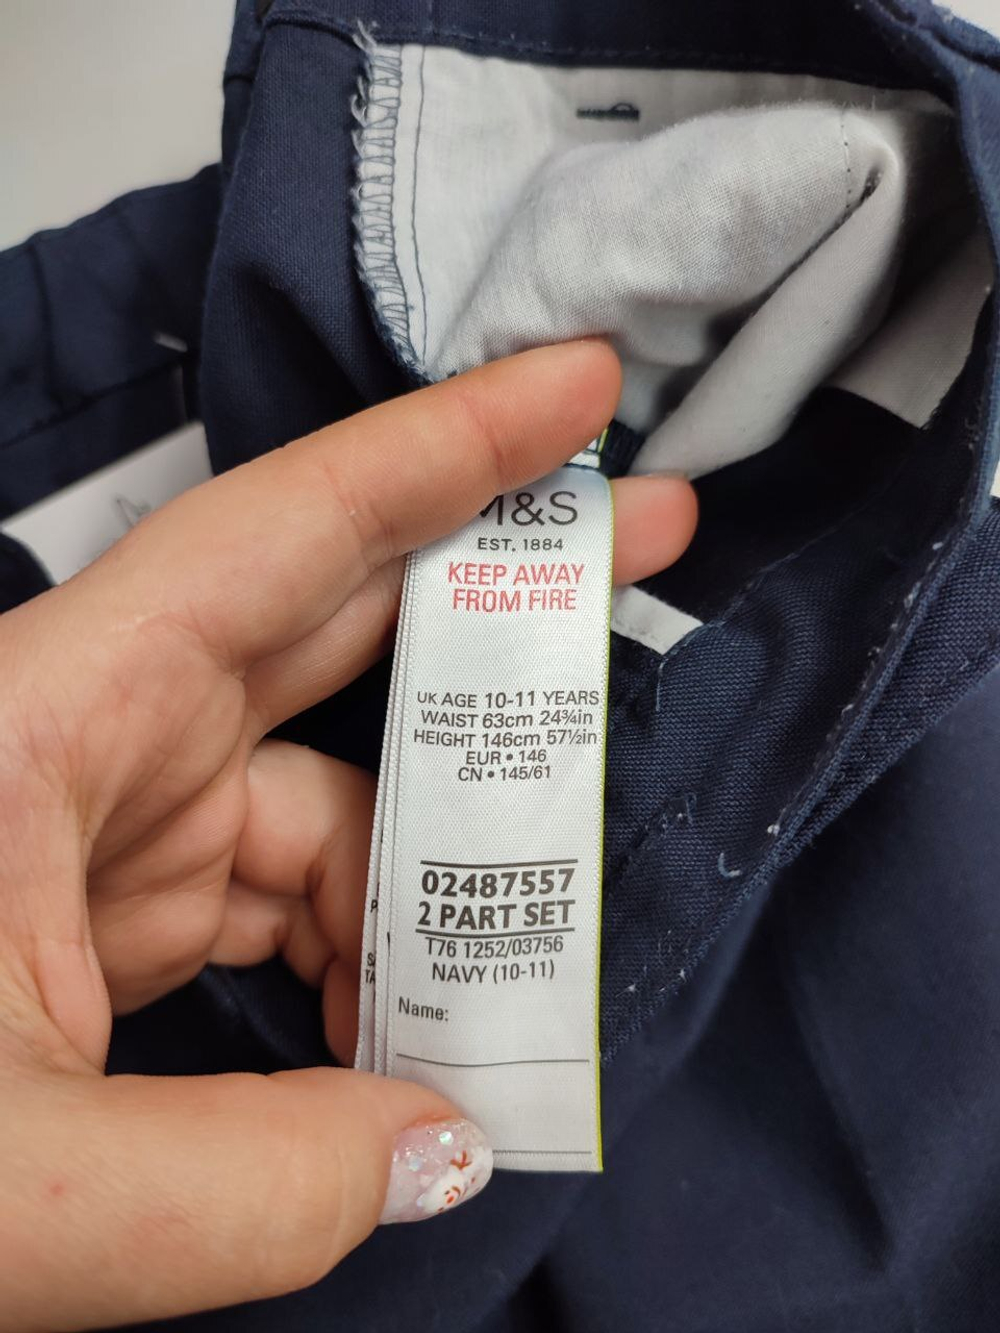 M&S
EST. 1884
KEEP AWAY
FROM FIRE
UK AGE 10-11 YEARS
WAIST 63cm 24¾in
HEIGHT 146cm 57½in
EUR • 146
CN • 145/61
02487557
2 PART SET
T76 1252/03756
NAVY (10-11)
Name: